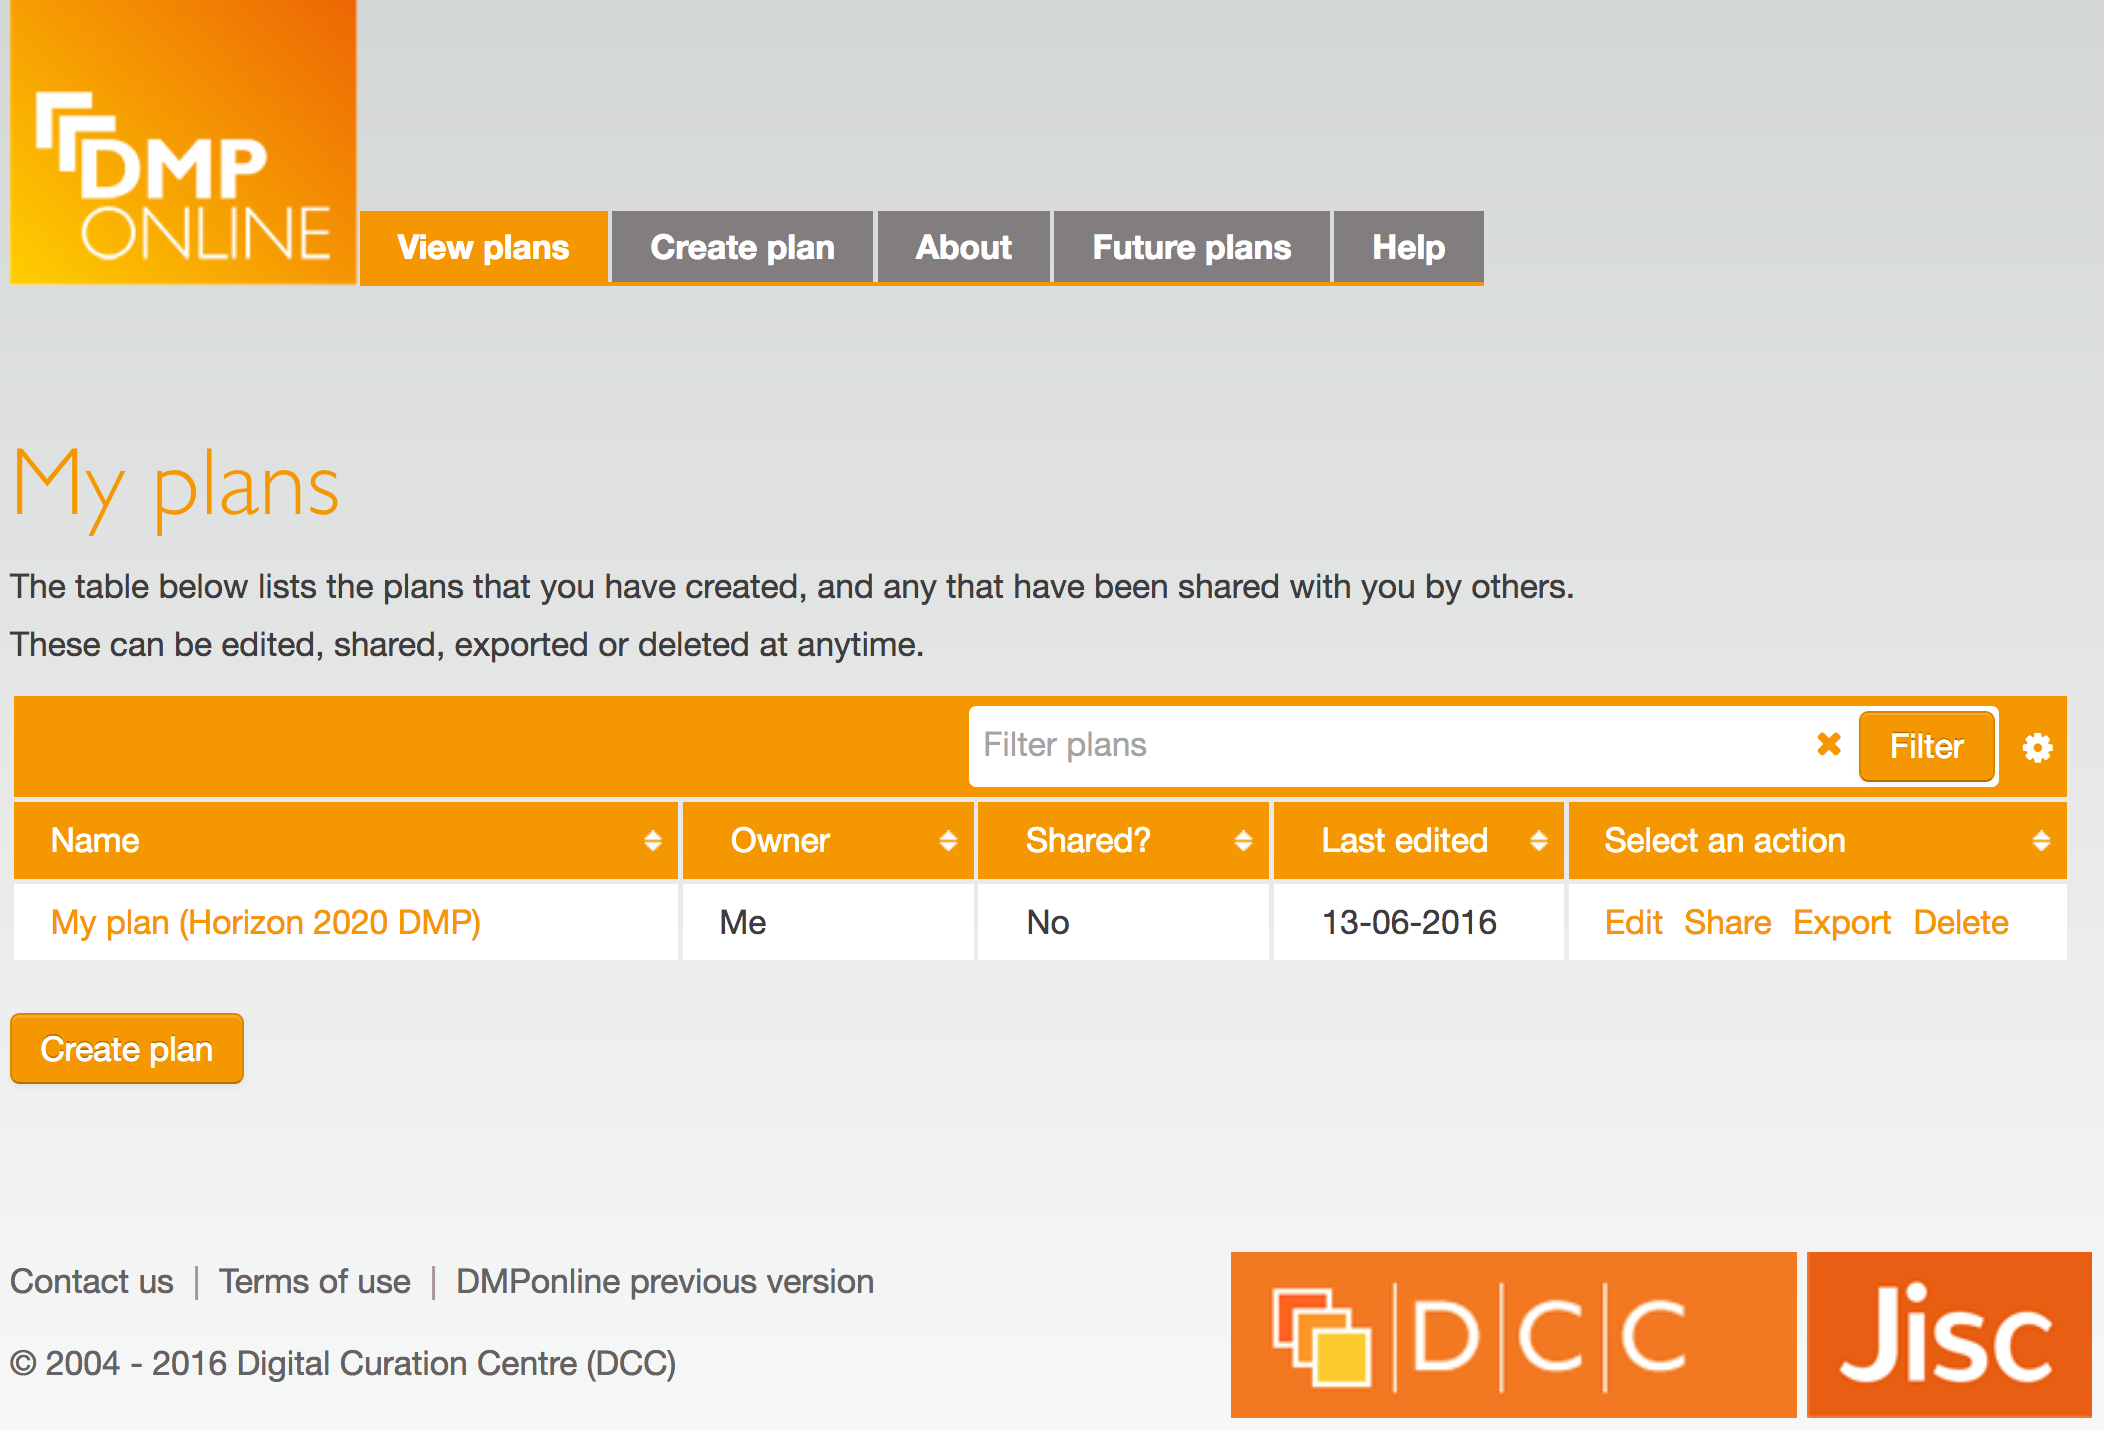 DMP
ONLINE
View plans Create plan About Future plans Help
My plans
The table below lists the plans that you have created, and any that have been shared with you by others.
These can be edited, shared, exported or deleted at anytime.
Filter plans Filter
Name Owner Shared? Last edited Select an action
My plan (Horizon 2020 DMP) Me No 13-06-2016 Edit Share Export Delete
Create plan
Contact us | Terms of use | DMPonline previous version
© 2004 - 2016 Digital Curation Centre (DCC)
D|C|C
Jisc